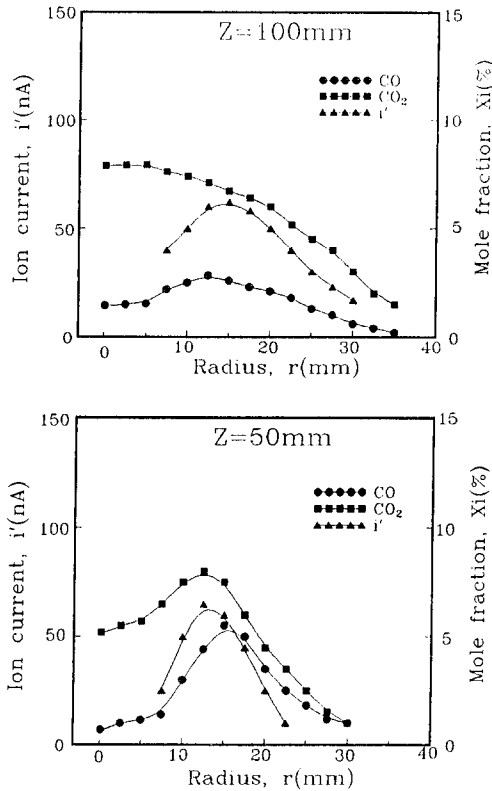 Z=100mm
150
100
50
0
15
10
5
0
CO
CO₂
i′
0
10
20
30
40
Radius, r(mm)
Ion current, i′(nA)
Mole fraction, Xi(%)
Z=50mm
150
100
50
0
15
10
5
0
CO
CO₂
i′
0
10
20
30
40
Radius, r(mm)
Ion current, i′(nA)
Mole fraction, Xi(%)